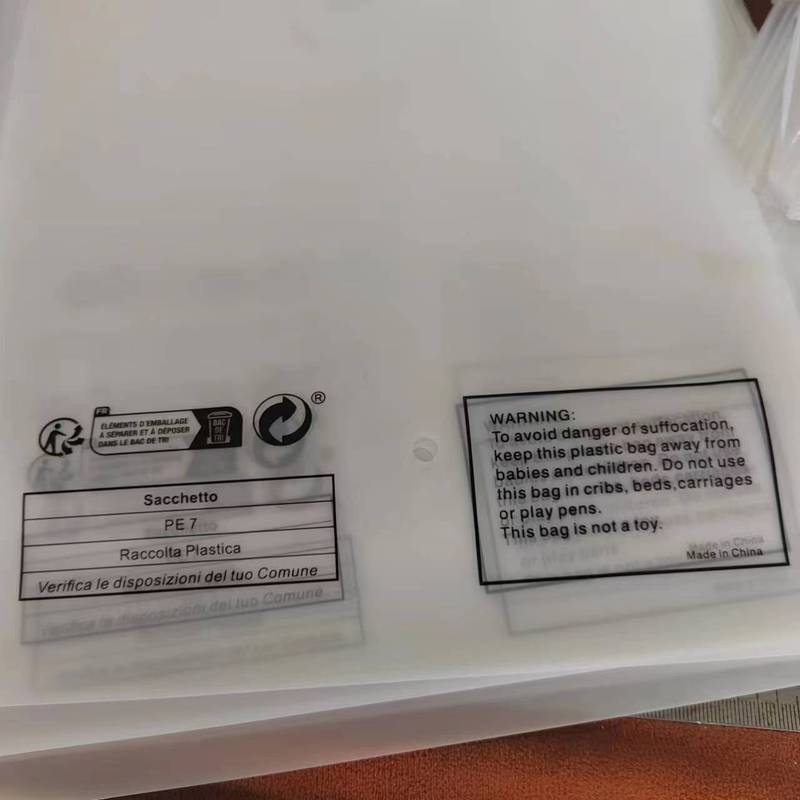 FR
ÉLÉMENTS D'EMBALLAGE
À SÉPARER ET À DÉPOSER
DANS LE BAC DE TRI
BAC
DE
TRI
®
Sacchetto
PE 7
Raccolta Plastica
Verifica le disposizioni del tuo Comune
WARNING:
To avoid danger of suffocation,
keep this plastic bag away from
babies and children. Do not use
this bag in cribs, beds,carriages
or play pens.
This bag is not a toy.
Made in China
Made in China